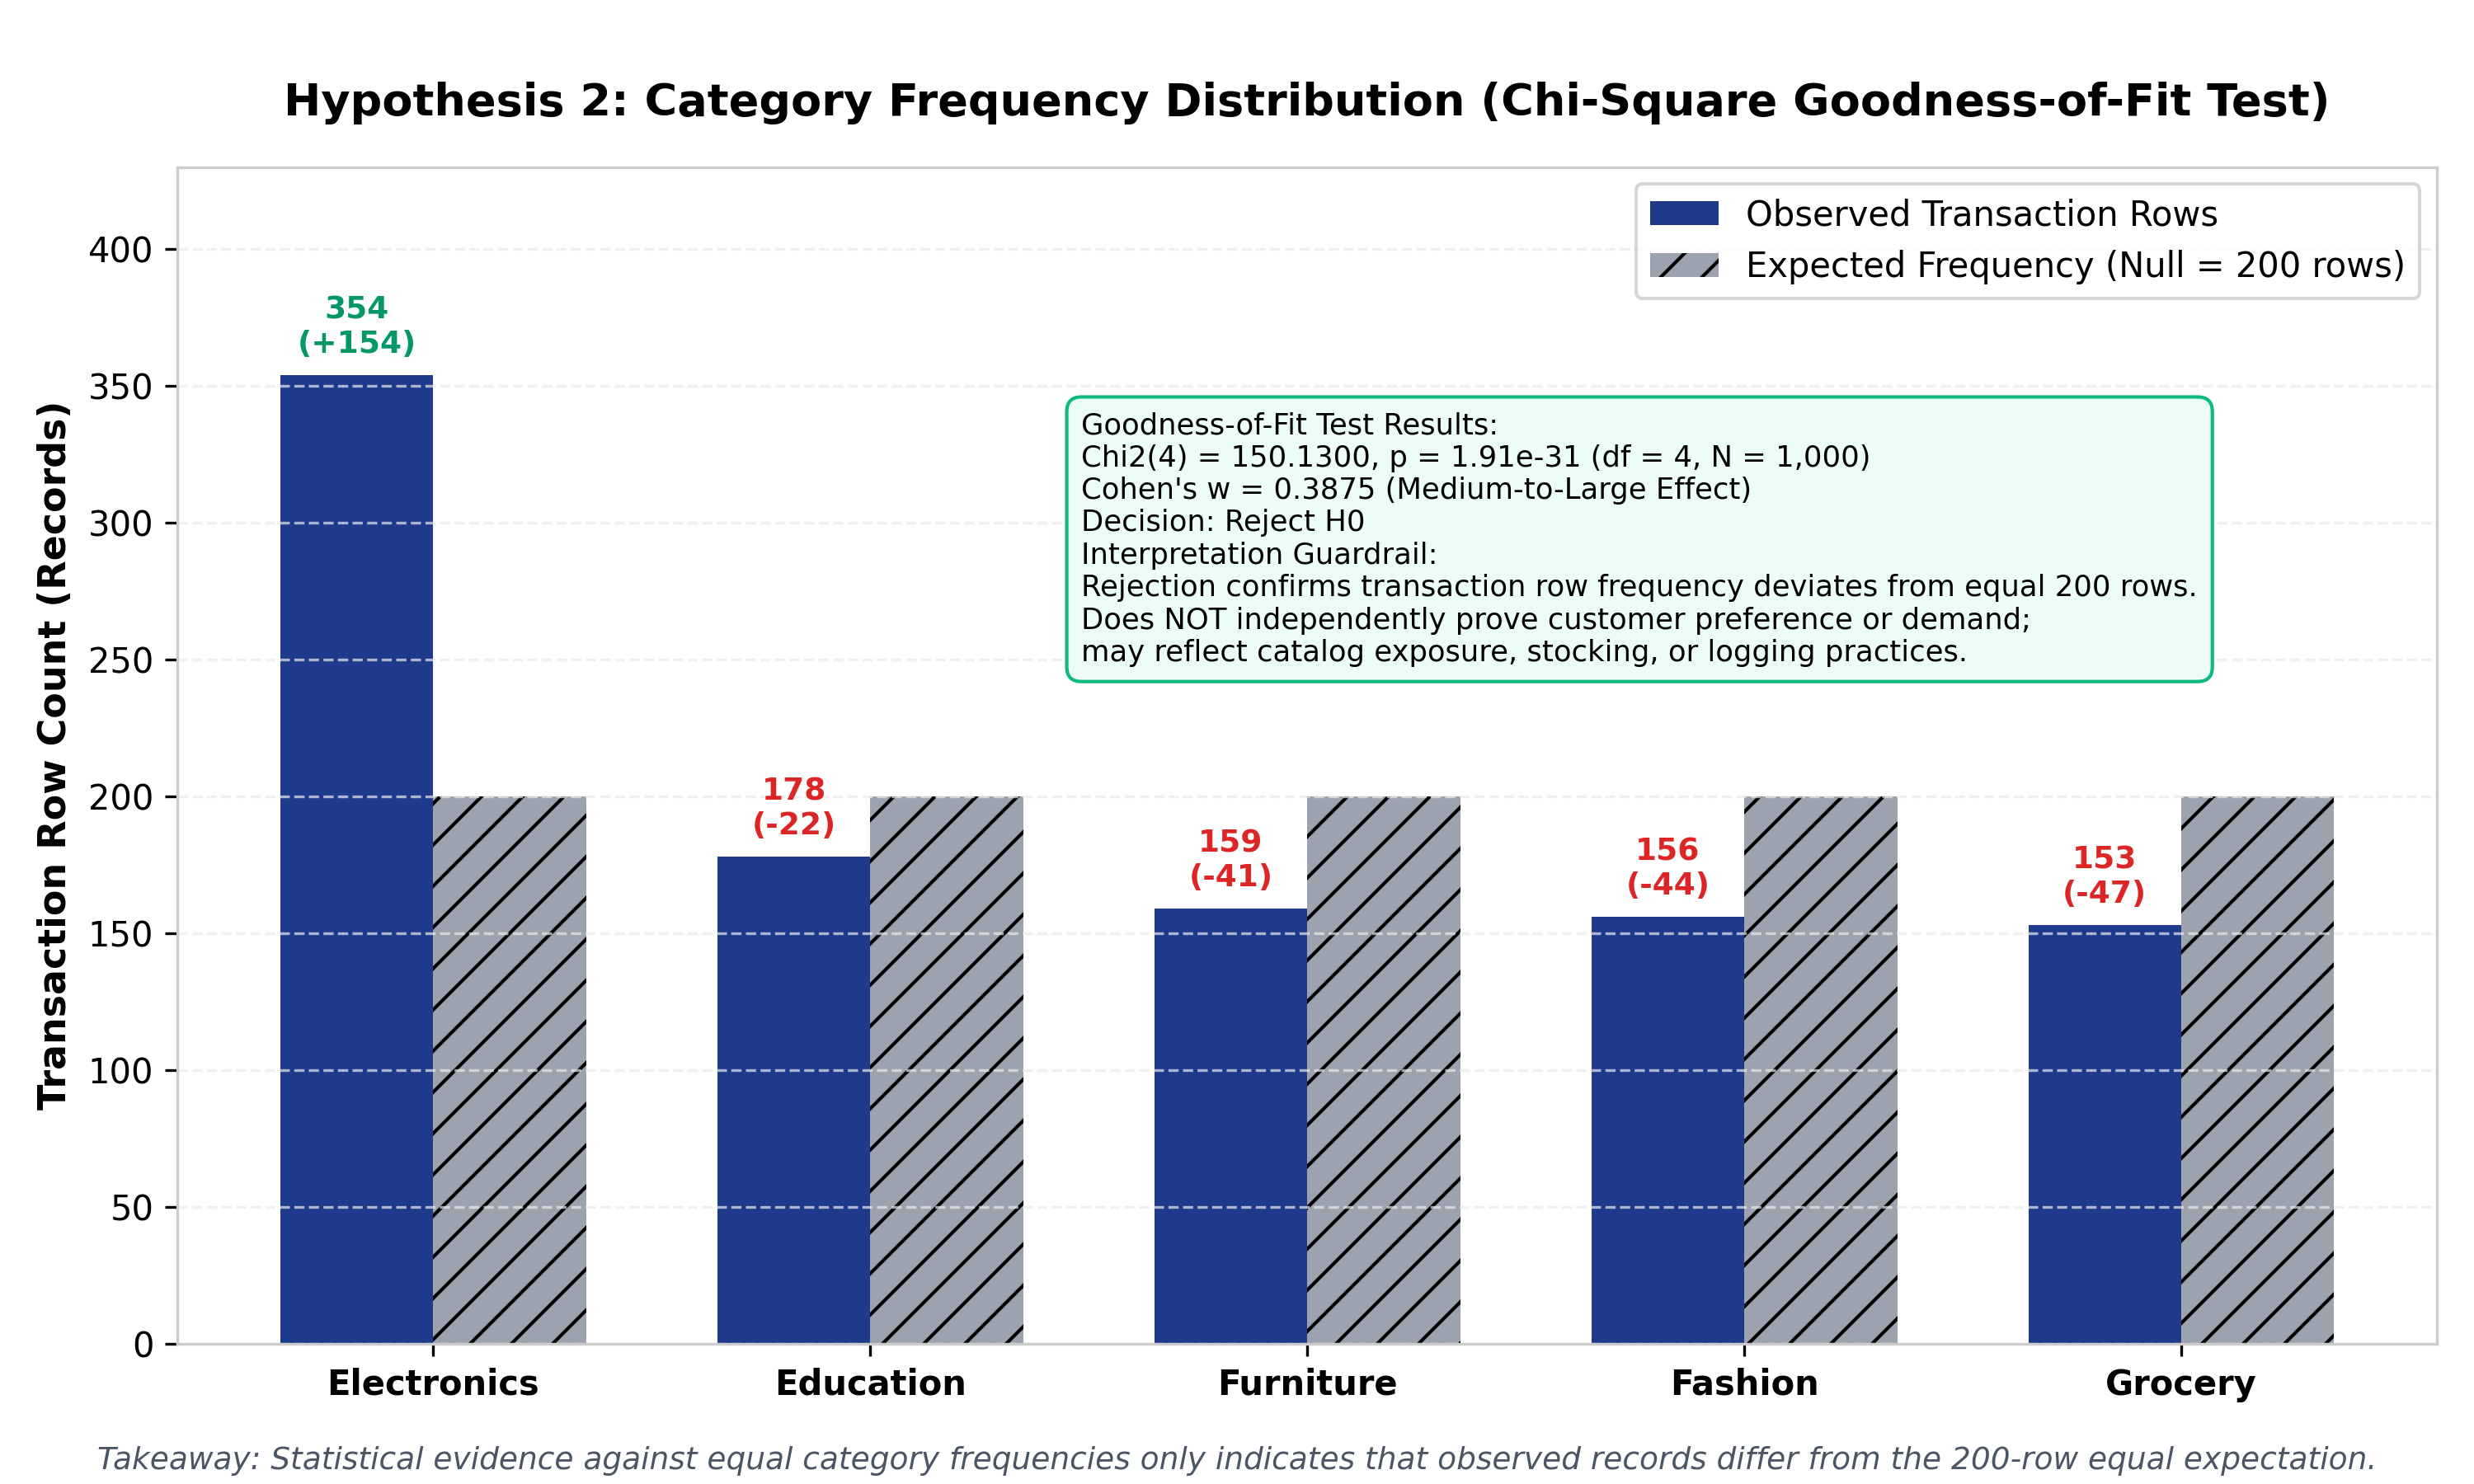 Hypothesis 2: Category Frequency Distribution (Chi-Square Goodness-of-Fit Test)
Transaction Row Count (Records)
400
350
300
250
200
150
100
50
0
Observed Transaction Rows
Expected Frequency (Null = 200 rows)
354
(+154)
178
(-22)
159
(-41)
156
(-44)
153
(-47)
Goodness-of-Fit Test Results:
Chi2(4) = 150.1300, p = 1.91e-31 (df = 4, N = 1,000)
Cohen's w = 0.3875 (Medium-to-Large Effect)
Decision: Reject H0
Interpretation Guardrail:
Rejection confirms transaction row frequency deviates from equal 200 rows.
Does NOT independently prove customer preference or demand;
may reflect catalog exposure, stocking, or logging practices.
Electronics
Education
Furniture
Fashion
Grocery
Takeaway: Statistical evidence against equal category frequencies only indicates that observed records differ from the 200-row equal expectation.